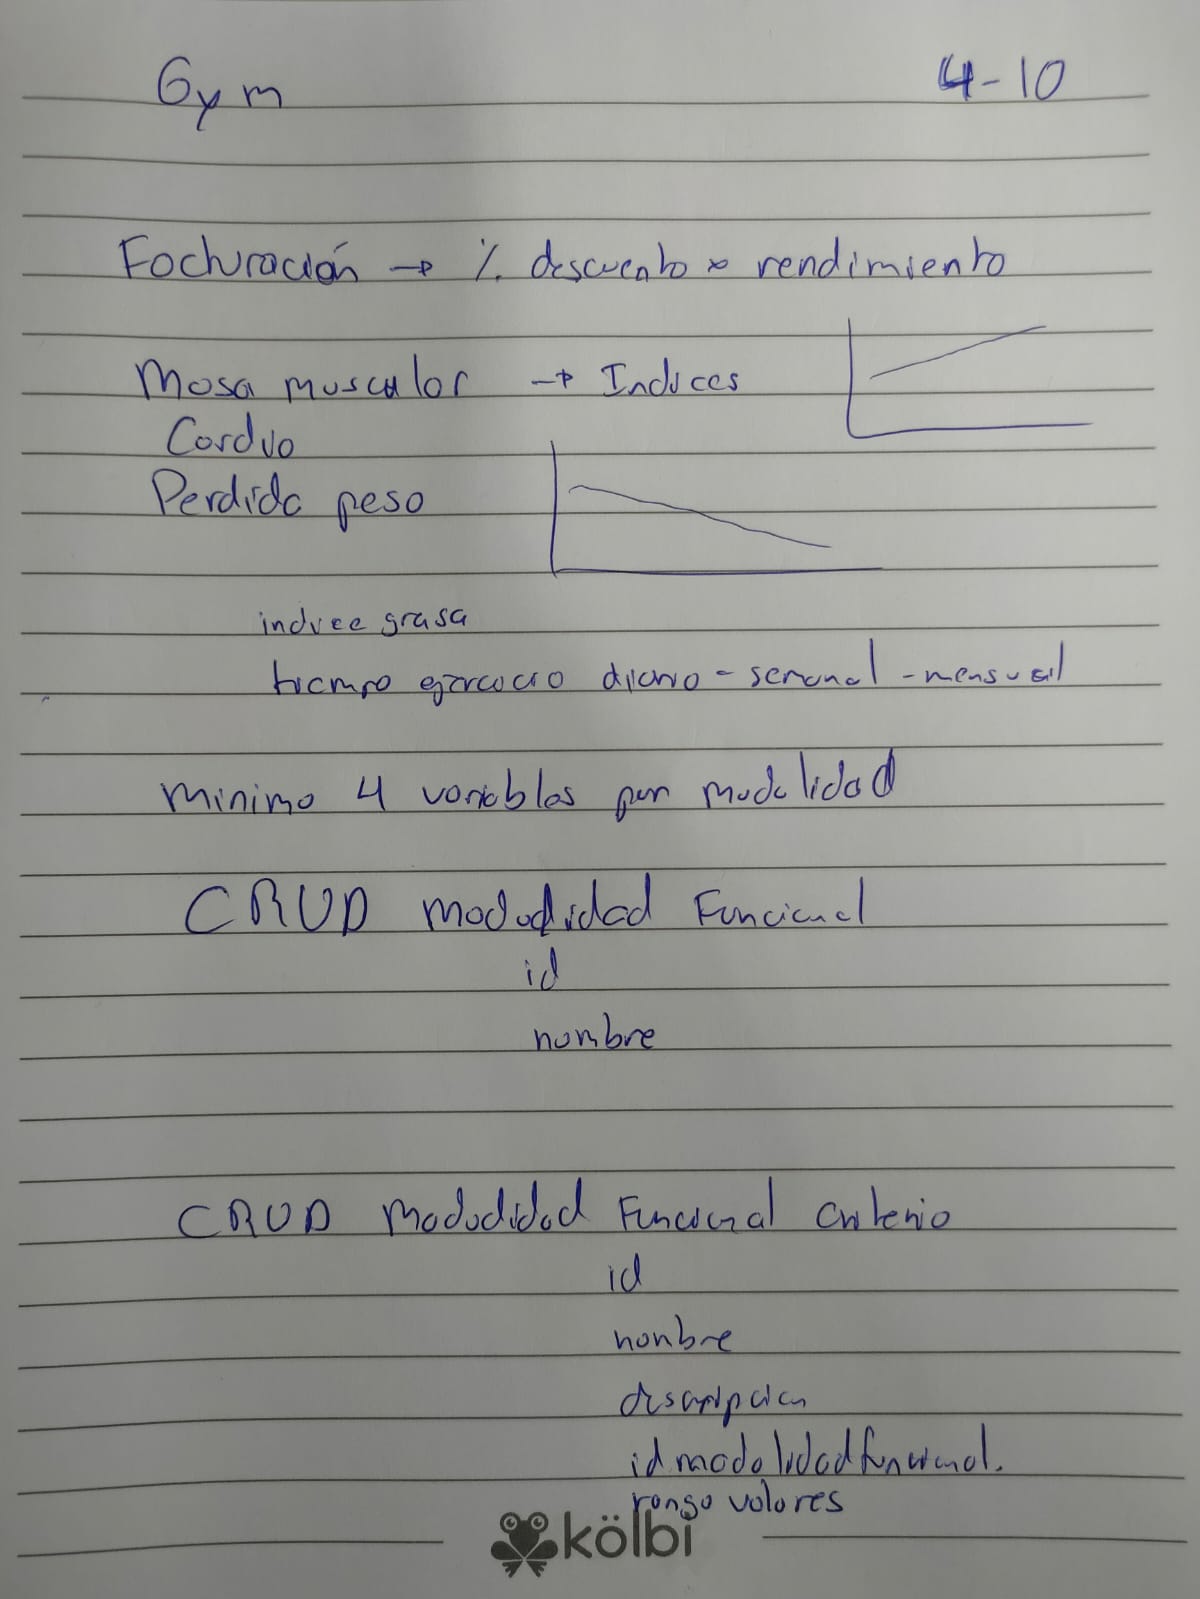 Gym 4-10
Facturación → % descuento x rendimiento
Masa muscular → Indices
Cardio
Perdida peso
indice grasa
tiempo ejercicio diario - semanal - mensual
minimo 4 variables por modalidad
CRUD modalidad Funcional
id
nombre
CRUD modalidad Funcional Criterio
id
nombre
descripcion
id modalidad funcional.
rango valores
kölbi